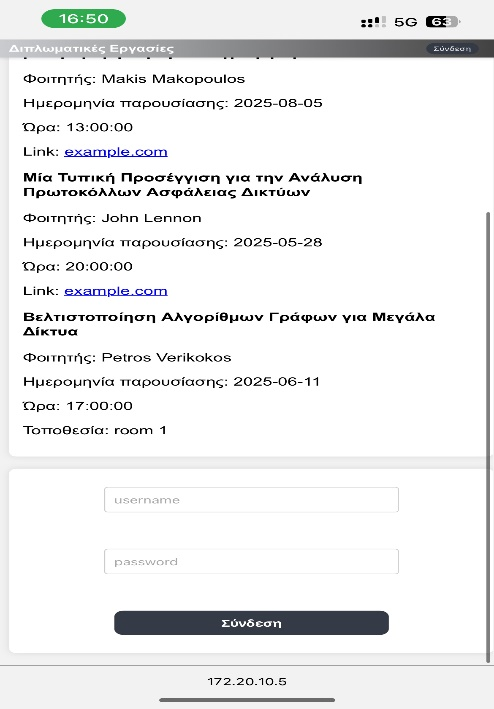 16:50
5G 63
Διπλωματικές Εργασίες
Σύνδεση
Φοιτητής: Makis Makopoulos
Ημερομηνία παρουσίασης: 2025-08-05
Ώρα: 13:00:00
Link: example.com
Μία Τυπική Προσέγγιση για την Ανάλυση
Πρωτοκόλλων Ασφάλειας Δικτύων
Φοιτητής: John Lennon
Ημερομηνία παρουσίασης: 2025-05-28
Ώρα: 20:00:00
Link: example.com
Βελτιστοποίηση Αλγορίθμων Γράφων για Μεγάλα
Δίκτυα
Φοιτητής: Petros Verikokos
Ημερομηνία παρουσίασης: 2025-06-11
Ώρα: 17:00:00
Τοποθεσία: room 1
username
password
Σύνδεση
172.20.10.5